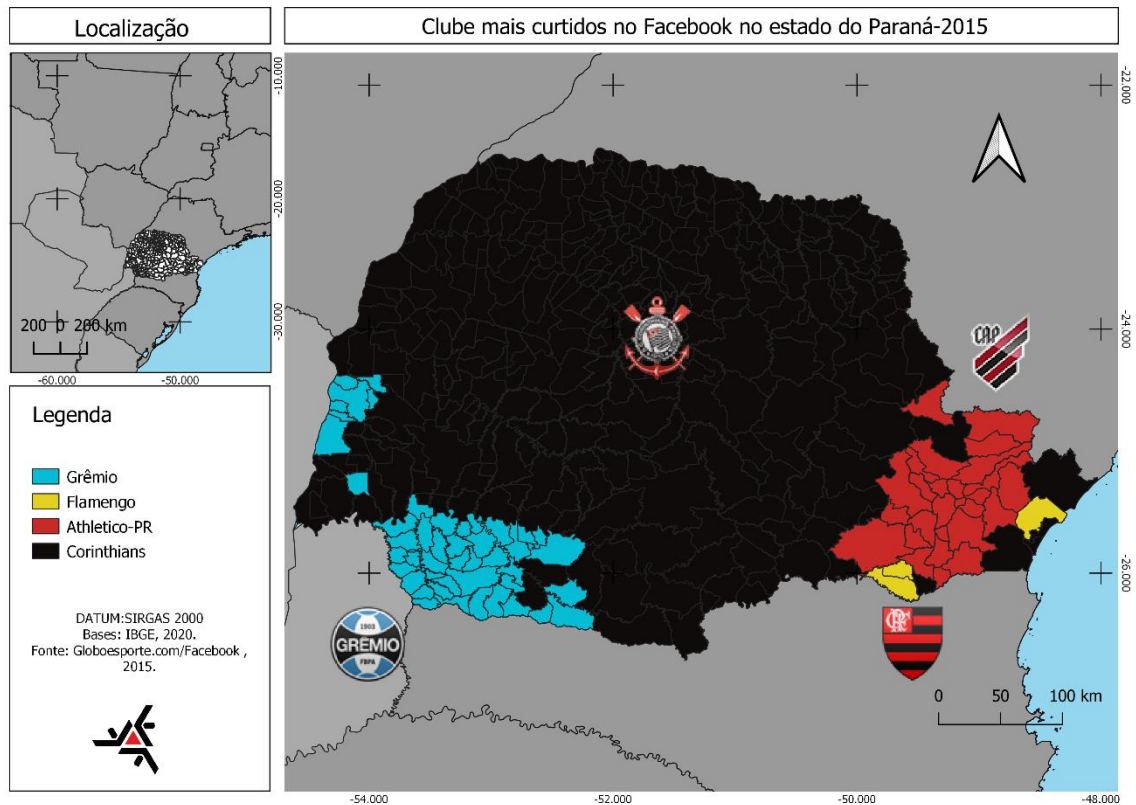 Localização
Clube mais curtidos no Facebook no estado do Paraná-2015
-10.000
-20.000
-30.000
200 0 200 km
-60.000
-50.000
Legenda
Grêmio
Flamengo
Athletico-PR
Corinthians
DATUM:SIRGAS 2000
Bases: IBGE, 2020.
Fonte: Globoesporte.com/Facebook ,
2015.
-22.000
-24.000
-26.000
CAP
1903
GRÊMIO
FBPA
0 50 100 km
-54.000
-52.000
-50.000
-48.000